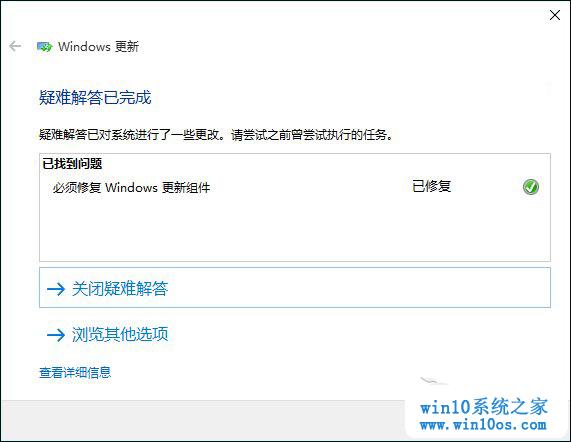 Windows 更新
疑难解答已完成
疑难解答已对系统进行了一些更改。请尝试之前曾尝试执行的任务。
已找到问题
必须修复 Windows 更新组件 已修复
关闭疑难解答
浏览其他选项
查看详细信息
win10系统之家
www.win10os.com